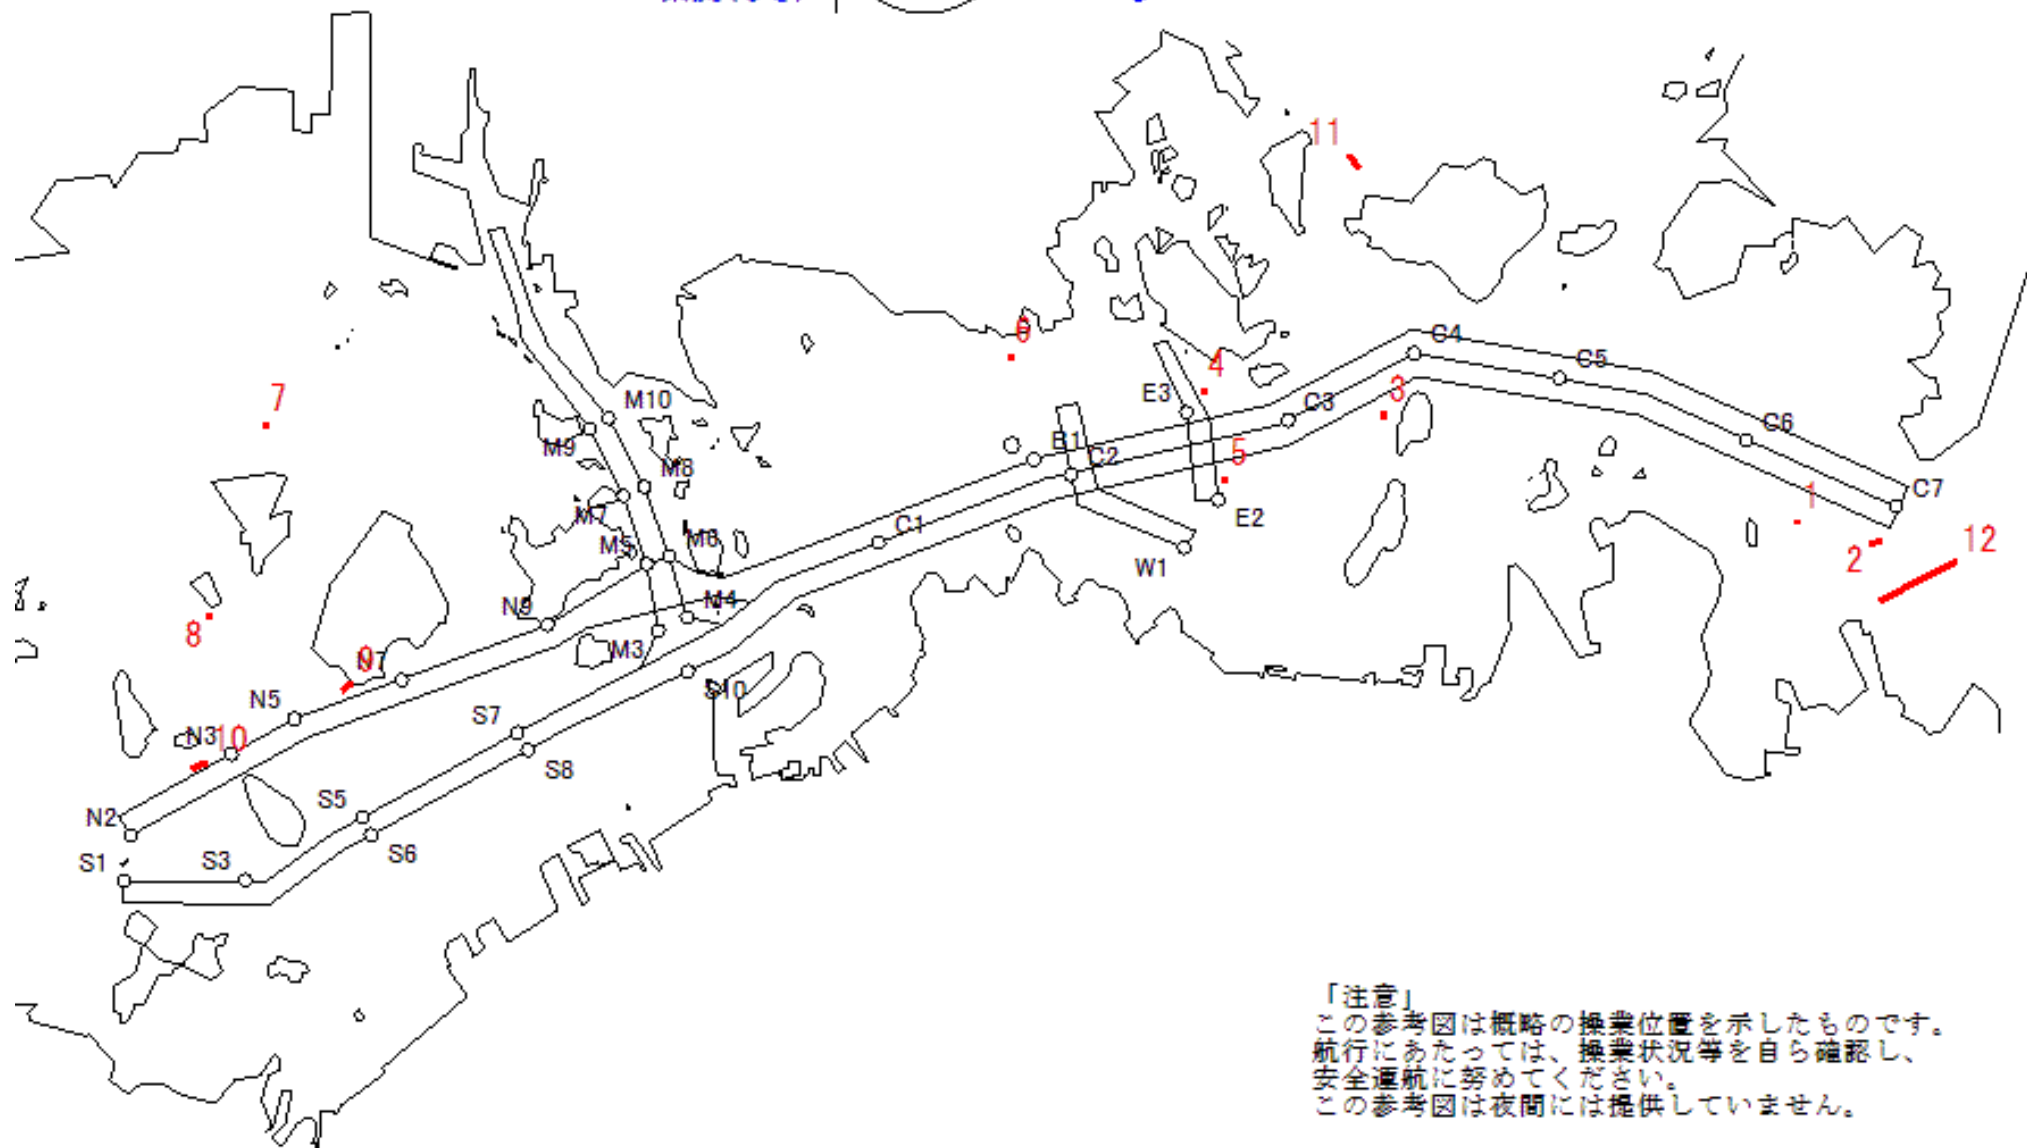 11
C4
6
C5
4
3
7
E3
M10
C3
C6
B1
M9
5
C2
M8
C7
1
M7
E2
C1
M6
M5
12
2
W1
N9
M4
8
M3
9
N7
S10
N5
S7
N3
10
S8
S5
N2
S6
S1
S3
「注意」
この参考図は概略の操業位置を示したものです。
航行にあたっては、操業状況等を自ら確認し、
安全運航に努めてください。
この参考図は夜間には提供していません。